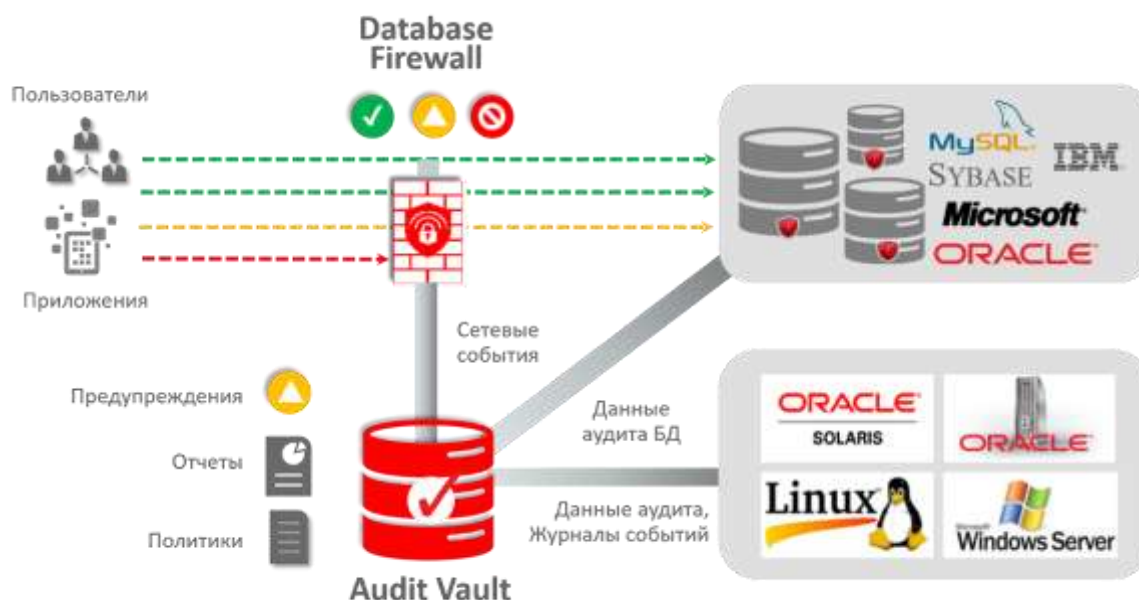 Database
Firewall
Пользователи
Приложения
MySQL
SYBASE
IBM
Microsoft
ORACLE
Сетевые
события
Предупреждения
Отчеты
Политики
Данные
аудита БД
Данные аудита,
Журналы событий
Audit Vault
ORACLE
SOLARIS
ORACLE
Linux
Microsoft
Windows Server